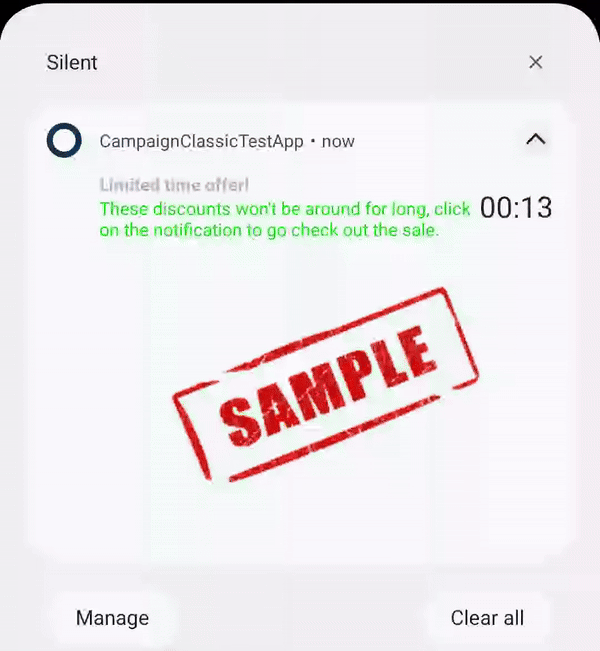 Silent
CampaignClassicTestApp • now
Limited time offer!
These discounts won't be around for long, click
on the notification to go check out the sale.
00:13
SAMPLE
Manage
Clear all